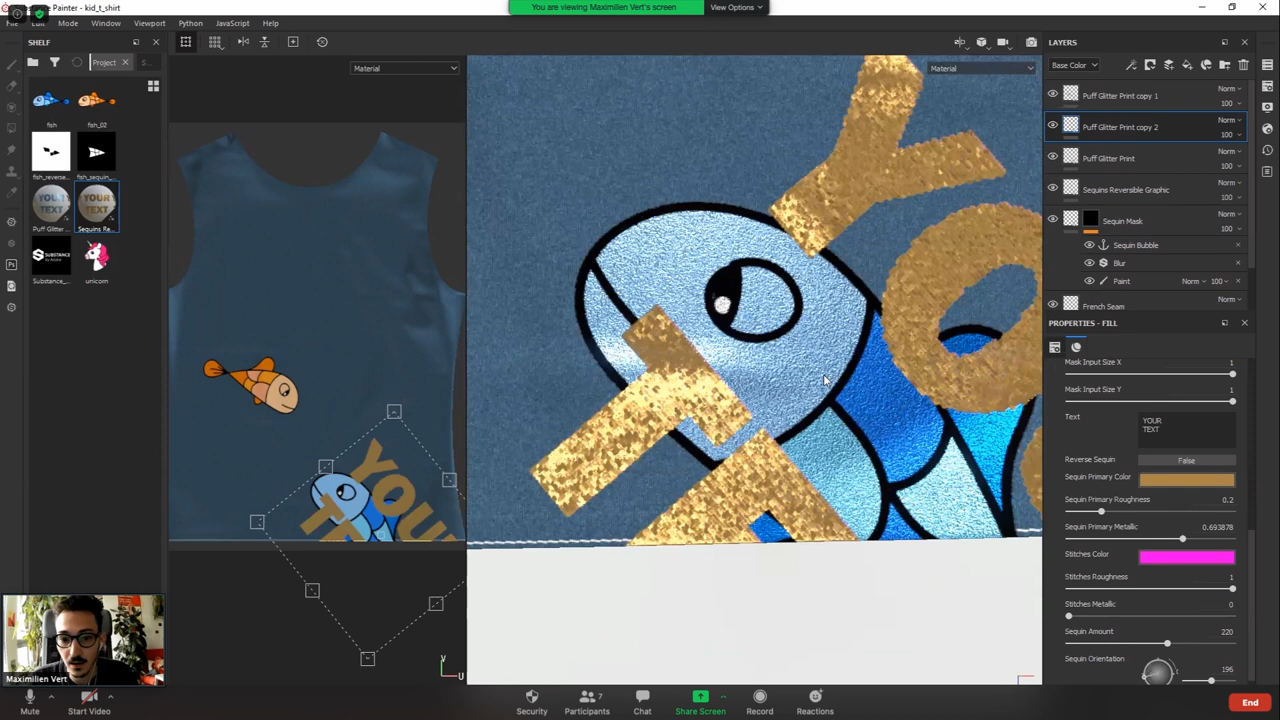 Painter - kid_t_shirt
You are viewing Maximilien Vert's screen
View Options
Edit Mode Window Viewport Python JavaScript Help
SHELF
Project
S...
fish
fish_02
fish_reverse...
fish_sequin_...
Puff Glitter ...
Sequins Re...
Substance_...
unicorn
YOUR
TEXT
YOUR
TEXT
SUBSTANCE
Material
Material
YOU
T
V
U
LAYERS
Base Color
Puff Glitter Print copy 1
Norm
100
Puff Glitter Print copy 2
Norm
100
Puff Glitter Print
Norm
100
Sequins Reversible Graphic
Norm
100
Sequin Mask
Norm
100
Sequin Bubble
Blur
Paint
Norm
100
French Seam
Norm
PROPERTIES - FILL
Mask Input Size X
1
Mask Input Size Y
1
Text
YOUR
TEXT
Reverse Sequin
False
Sequin Primary Color
Sequin Primary Roughness
0.2
Sequin Primary Metallic
0.693878
Stitches Color
Stitches Roughness
1
Stitches Metallic
0
Sequin Amount
220
Sequin Orientation
196
Maximilien Vert
Mute
Start Video
Security
Participants
7
Chat
Share Screen
Record
Reactions
End